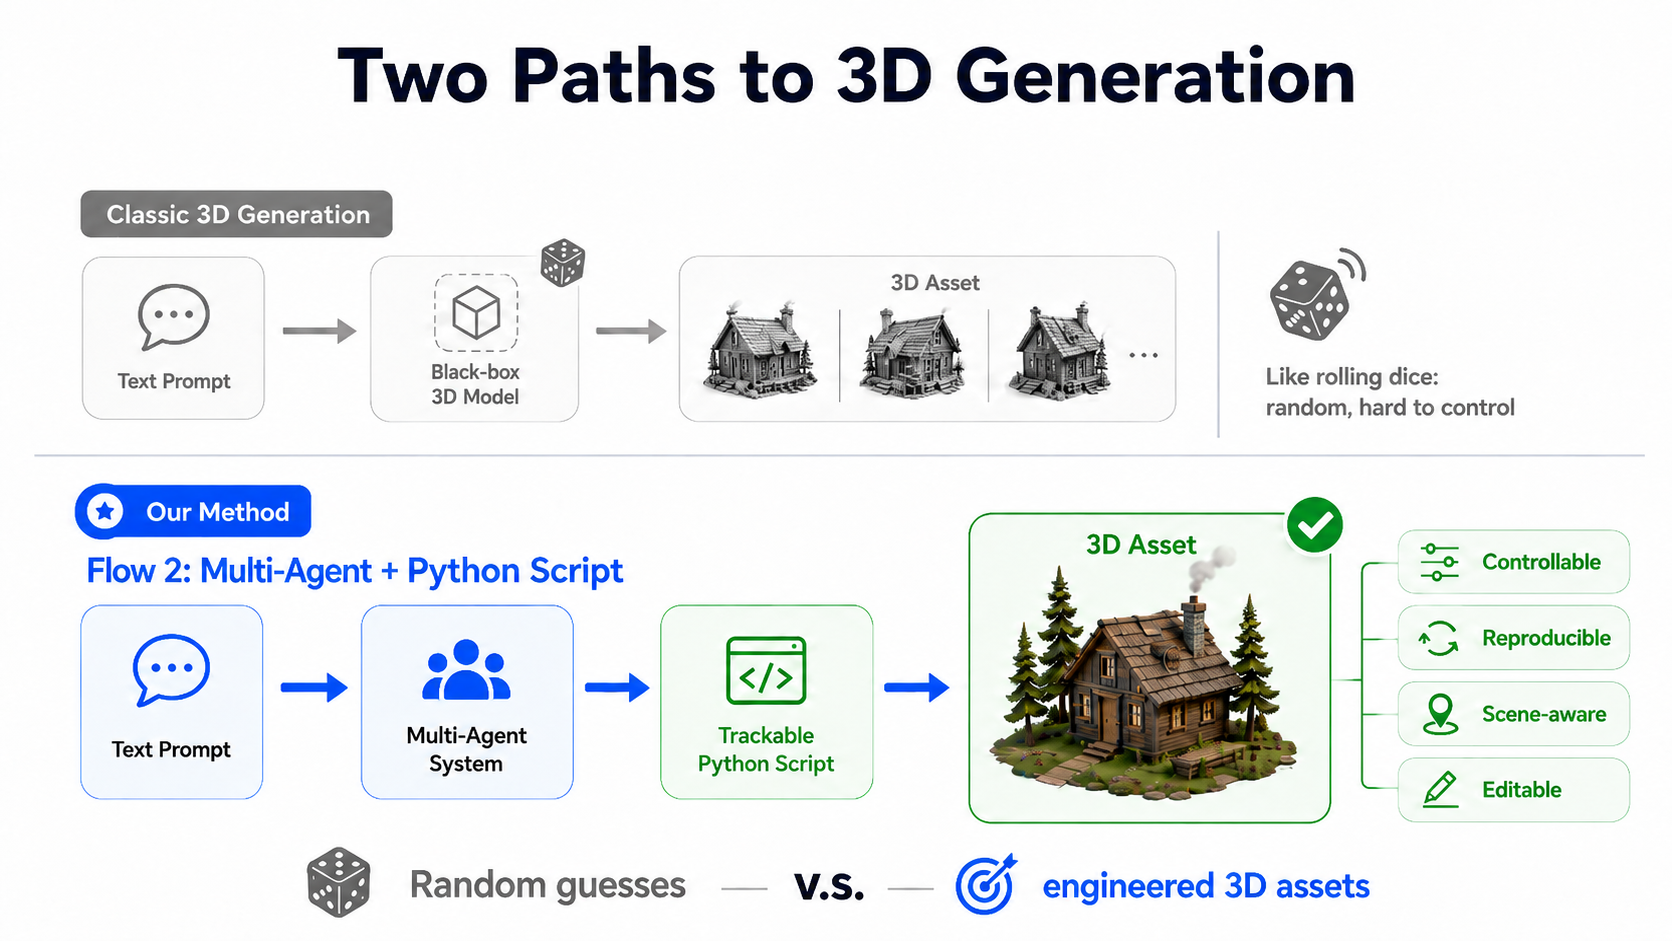 Two Paths to 3D Generation
Classic 3D Generation
Text Prompt
Black-box
3D Model
3D Asset
...
Like rolling dice:
random, hard to control
Our Method
Flow 2: Multi-Agent + Python Script
Text Prompt
Multi-Agent
System
</>
Trackable
Python Script
3D Asset
Controllable
Reproducible
Scene-aware
Editable
Random guesses — V.S. — engineered 3D assets